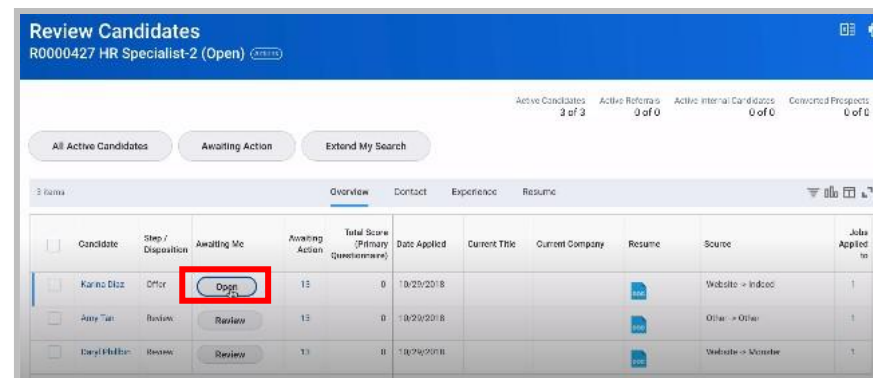 Review Candidates
R0000427 HR Specialist-2 (Open)
Active Candidates
3 of 3
Active Referrals
0 of 0
Active Internal Candidates
0 of 0
Converted Prospects
0 of 0
All Active Candidates
Awaiting Action
Extend My Search
3 items
Overview
Contact
Experience
Resume
Candidate
Step / Disposition
Awaiting Me
Awaiting Action
Total Score (Primary Questionnaire)
Date Applied
Current Title
Current Company
Resume
Source
Jobs Applied to
Karina Diaz Offer Open 13 0 10/29/2018 DOC Website -> Indeed 1
Amy Tan Review Review 13 0 10/29/2018 DOC Other -> Other 1
Daryl Philbin Review Review 13 0 10/29/2018 DOC Website -> Monster 1